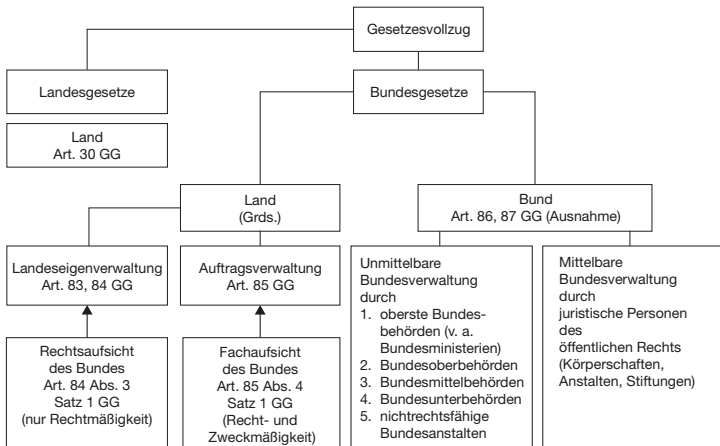 Gesetzesvollzug
Landesgesetze
Bundesgesetze
Land
Art. 30 GG
Land
(Grds.)
Bund
Art. 86, 87 GG (Ausnahme)
Landeseigenverwaltung
Art. 83, 84 GG
Auftragsverwaltung
Art. 85 GG
Unmittelbare
Bundesverwaltung
durch
1. oberste Bundes-
behörden (v. a.
Bundesministerien)
2. Bundesoberbehörden
3. Bundesmittelbehörden
4. Bundesunterbehörden
5. nichtrechtsfähige
Bundesanstalten
Mittelbare
Bundesverwaltung
durch
juristische Personen
des
öffentlichen Rechts
(Körperschaften,
Anstalten, Stiftungen)
Rechtsaufsicht
des Bundes
Art. 84 Abs. 3
Satz 1 GG
(nur Rechtmäßigkeit)
Fachaufsicht
des Bundes
Art. 85 Abs. 4
Satz 1 GG
(Recht- und
Zweckmäßigkeit)